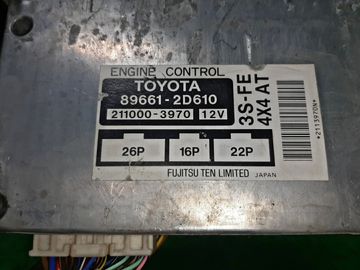 ENGINE CONTROL
TOYOTA
89661-2D610
211000-3970 12V
3S-FE
4X4 AT
26P 16P 22P
FUJITSU TEN LIMITED JAPAN
*2113970N*